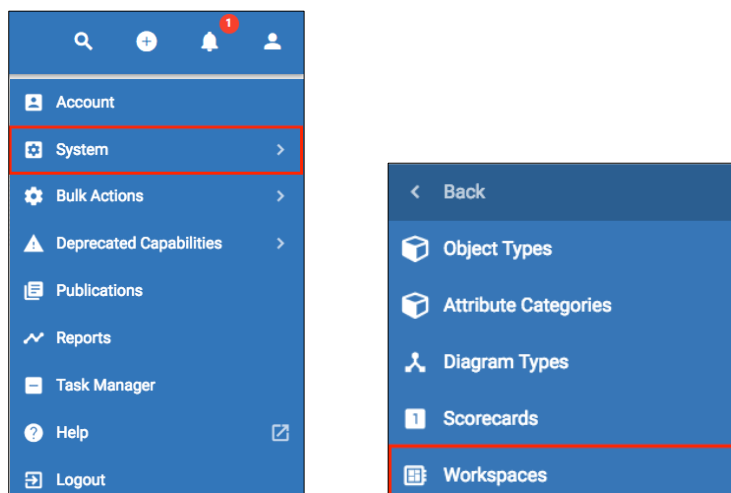 1
Account
System
Bulk Actions
Deprecated Capabilities
Publications
Reports
Task Manager
Help
Logout
Back
Object Types
Attribute Categories
Diagram Types
1
Scorecards
Workspaces